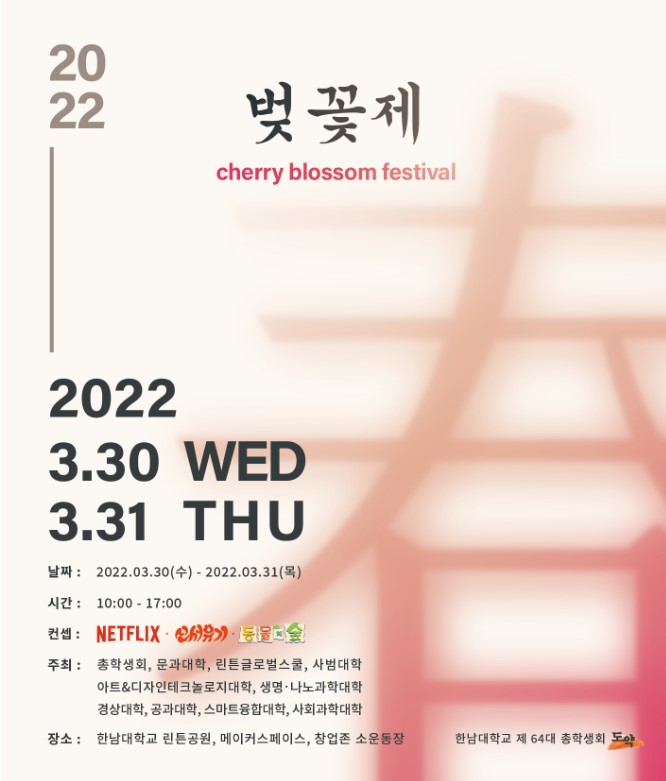 20
22
벚꽃제
cherry blossom festival
春
2022
3.30 WED
3.31 THU
날짜 : 2022.03.30(수) - 2022.03.31(목)
시간 : 10:00 - 17:00
컨셉 : NETFLIX · 신서유기 · 동물의숲
주최 : 총학생회, 문과대학, 린튼글로벌스쿨, 사범대학
아트&디자인테크놀로지대학, 생명·나노과학대학
경상대학, 공과대학, 스마트융합대학, 사회과학대학
장소 : 한남대학교 린튼공원, 메이커스페이스, 창업존 소운동장
한남대학교 제 64대 총학생회 도약